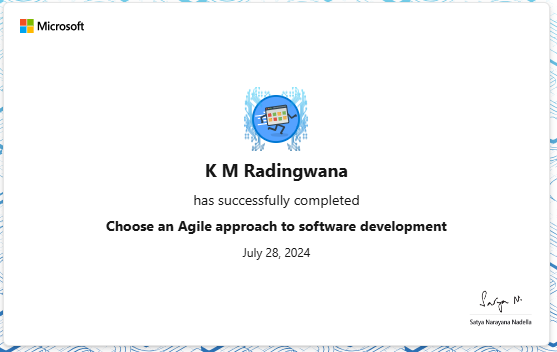 Microsoft
K M Radingwana
has successfully completed
Choose an Agile approach to software development
July 28, 2024
Satya N.
Satya Narayana Nadella